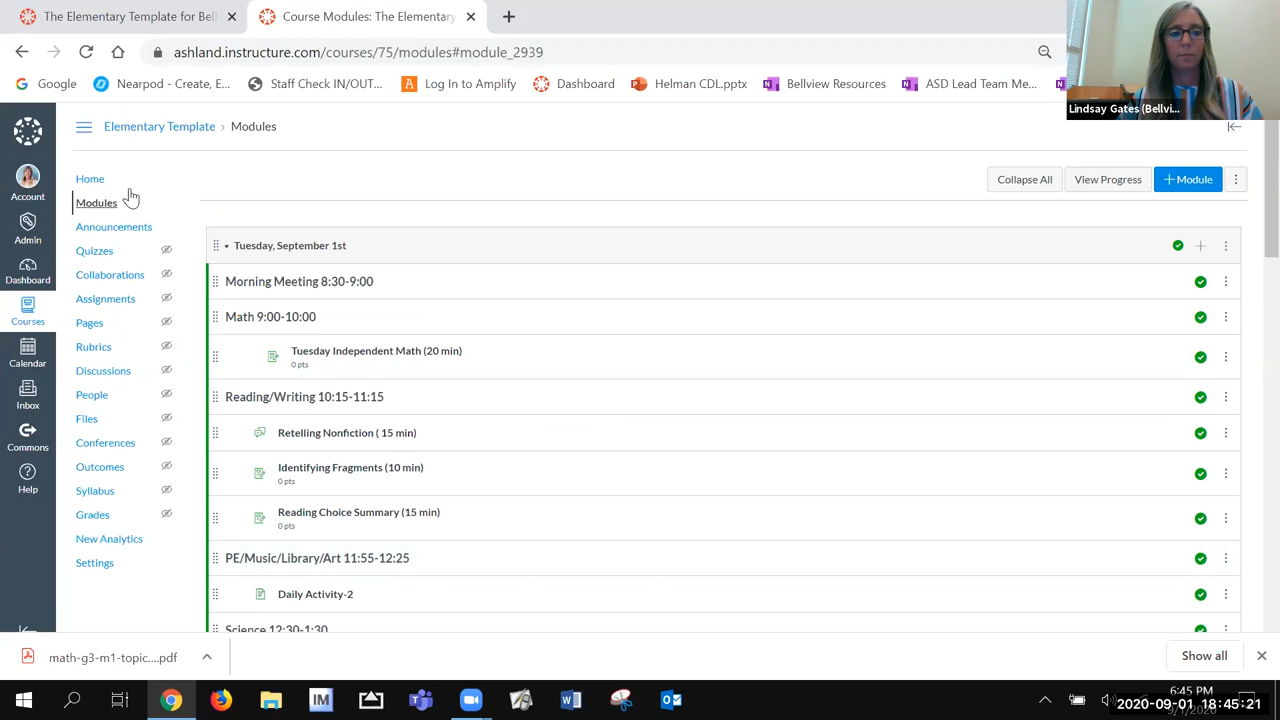 The Elementary Template for Bell
Course Modules: The Elementary
ashland.instructure.com/courses/75/modules#module_2939
Google
Nearpod - Create, E...
Staff Check IN/OUT...
Log In to Amplify
Dashboard
Helman CDL.pptx
Bellview Resources
ASD Lead Team Me...
Lindsay Gates (Bellvi...
Elementary Template › Modules
Account
Admin
Dashboard
Courses
Calendar
Inbox
Commons
Help
Home
Modules
Announcements
Quizzes
Collaborations
Assignments
Pages
Rubrics
Discussions
People
Files
Conferences
Outcomes
Syllabus
Grades
New Analytics
Settings
Collapse All
View Progress
+ Module
Tuesday, September 1st
Morning Meeting 8:30-9:00
Math 9:00-10:00
Tuesday Independent Math (20 min)
0 pts
Reading/Writing 10:15-11:15
Retelling Nonfiction ( 15 min)
Identifying Fragments (10 min)
0 pts
Reading Choice Summary (15 min)
0 pts
PE/Music/Library/Art 11:55-12:25
Daily Activity-2
Science 12:30-1:30
math-g3-m1-topic....pdf
Show all
IM
6:45 PM
2020-09-01 18:45:21